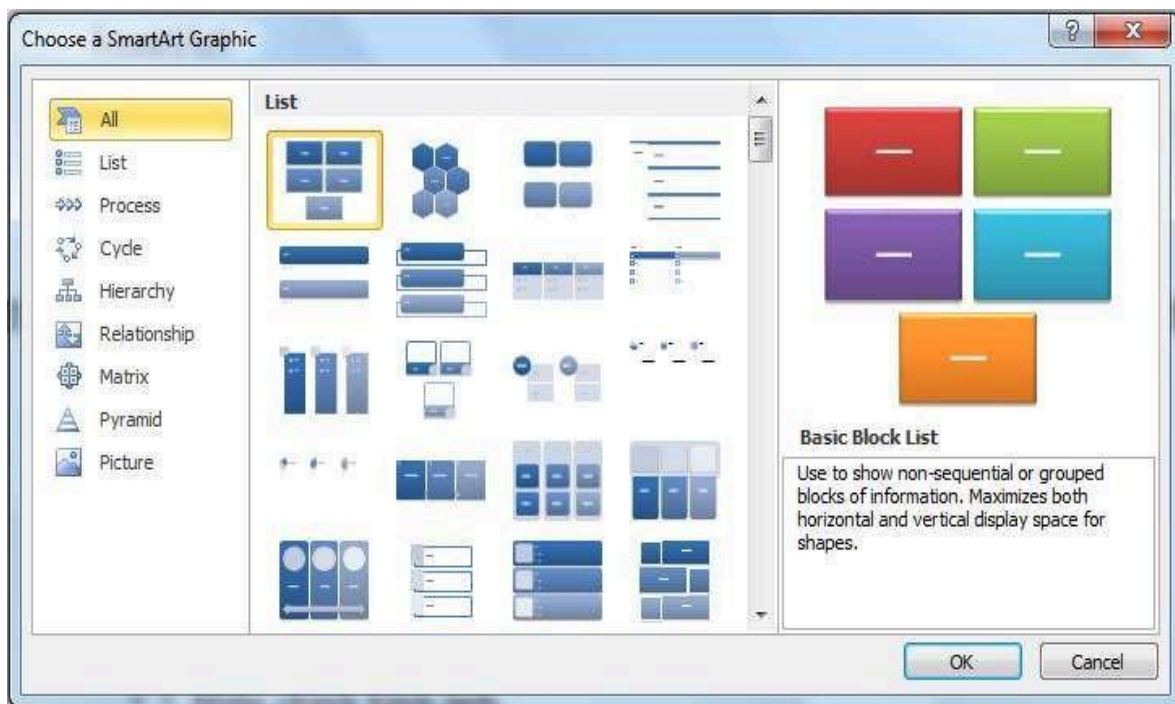 Choose a SmartArt Graphic
All
List
Process
Cycle
Hierarchy
Relationship
Matrix
Pyramid
Picture
List
Basic Block List
Use to show non-sequential or grouped
blocks of information. Maximizes both
horizontal and vertical display space for
shapes.
OK
Cancel